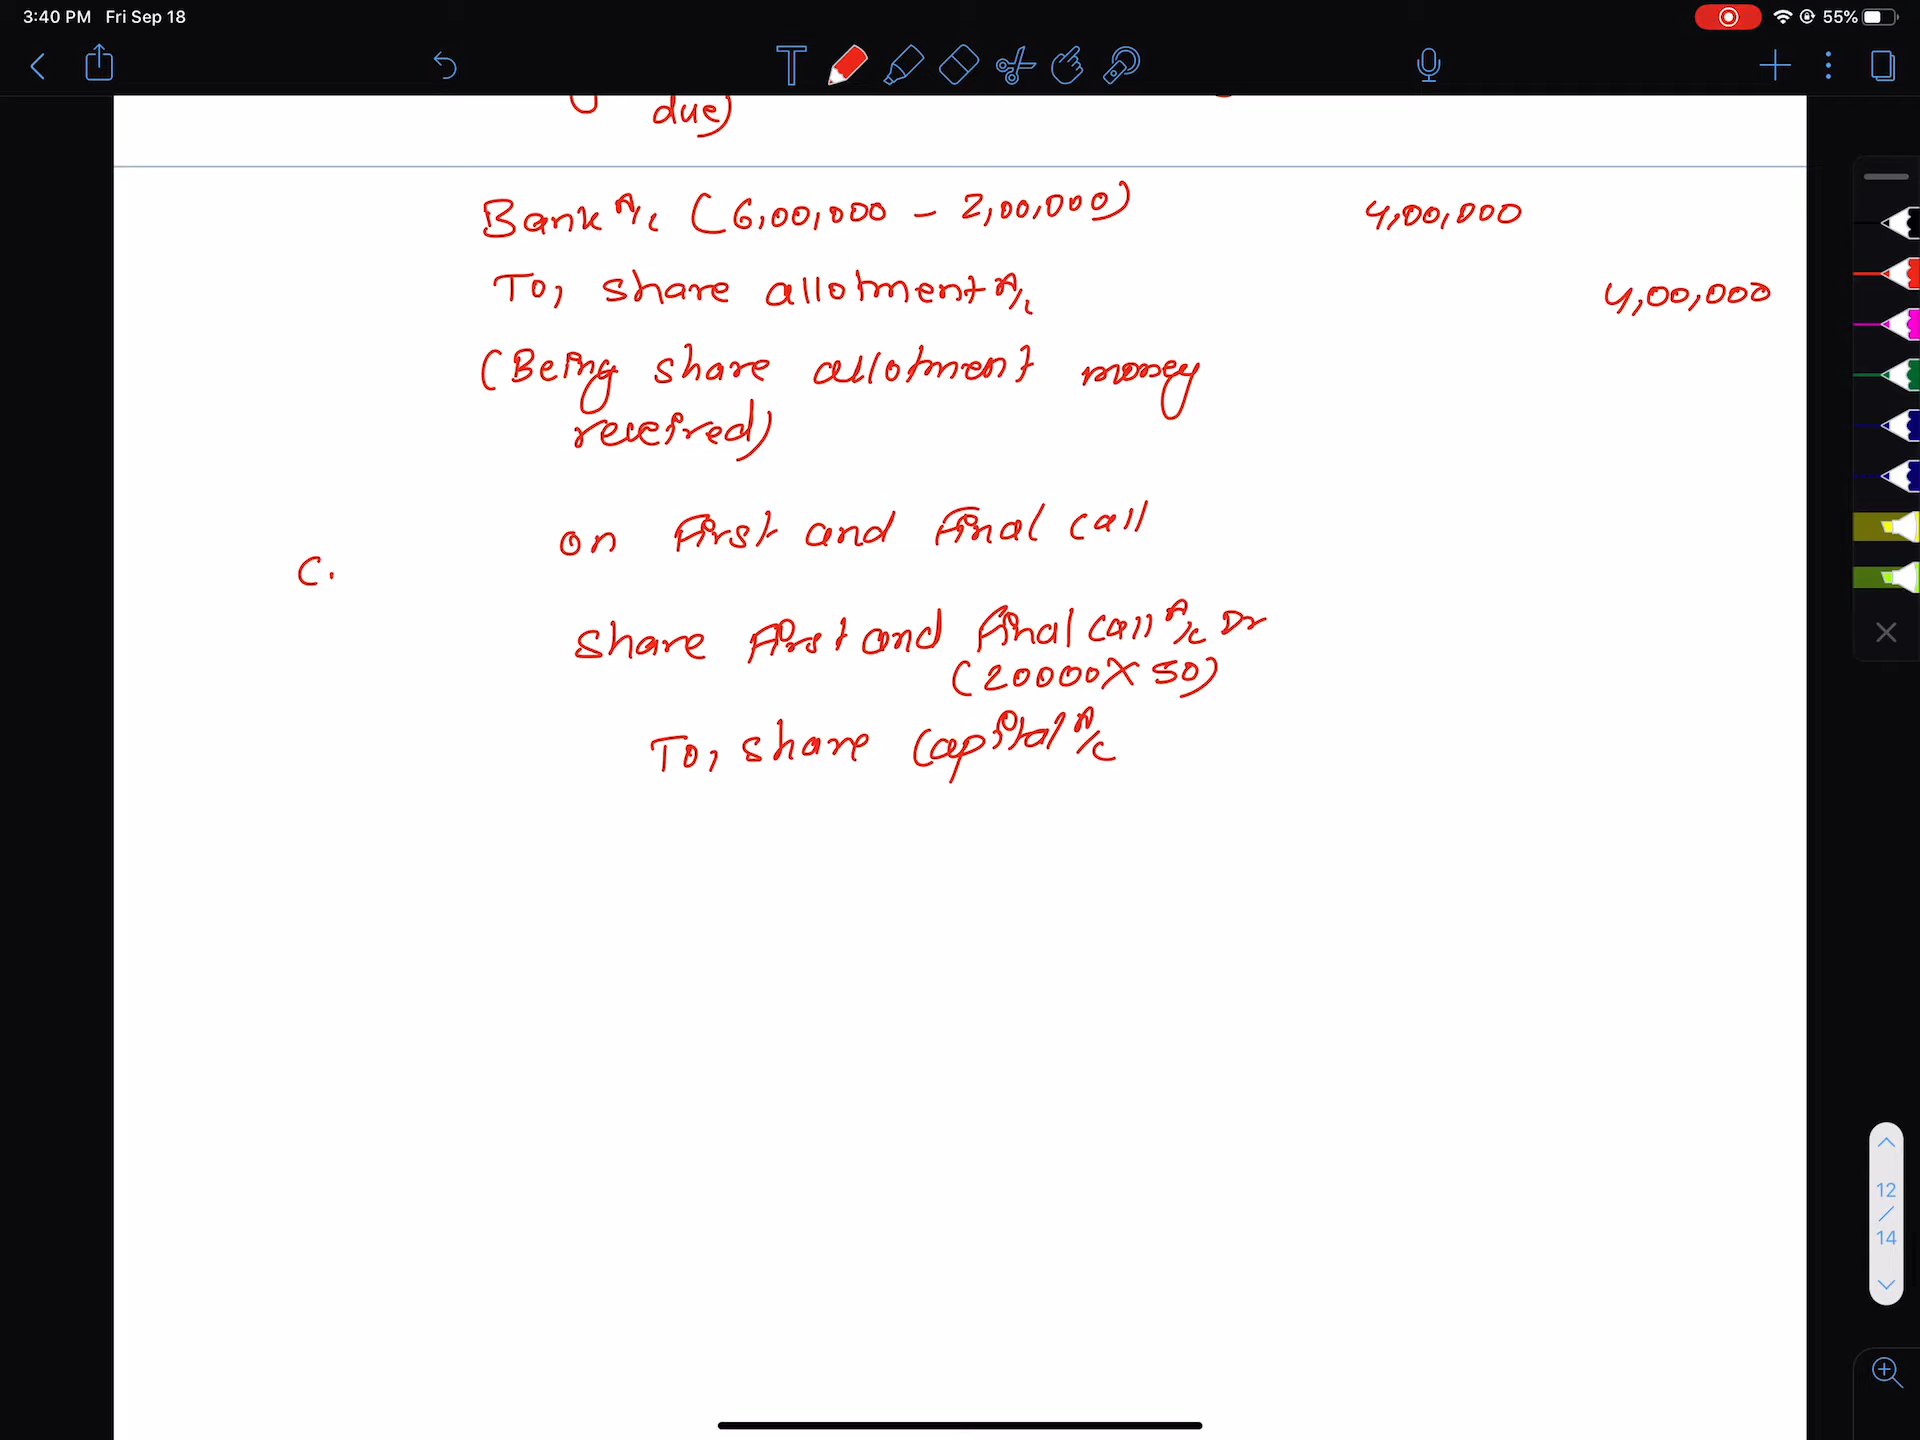 3:40 PM Fri Sep 18
55%
due)
Bank A/c (6,00,000 - 2,00,000) 4,00,000
To, share allotment A/c 4,00,000
(Being share allotment money
received)
on First and Final call
C.
share First and Final call A/c Dr
(20000 X 50)
To, share capital A/c
12
/
14